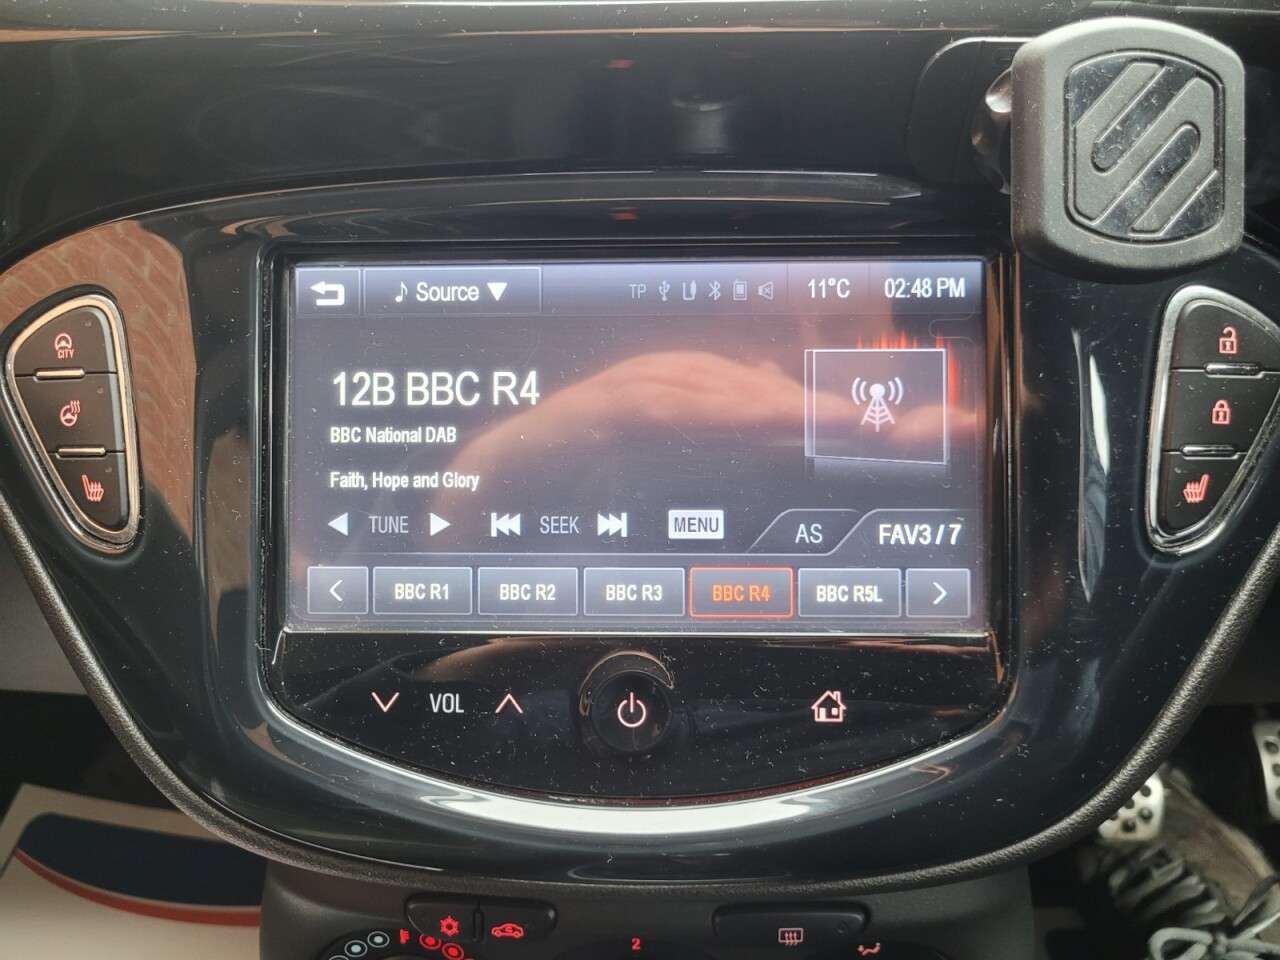 Source TP 11°C 02:48 PM
12B BBC R4
BBC National DAB
Faith, Hope and Glory
TUNE SEEK MENU AS FAV3 / 7
< BBC R1 BBC R2 BBC R3 BBC R4 BBC R5L >
VOL
CITY
2